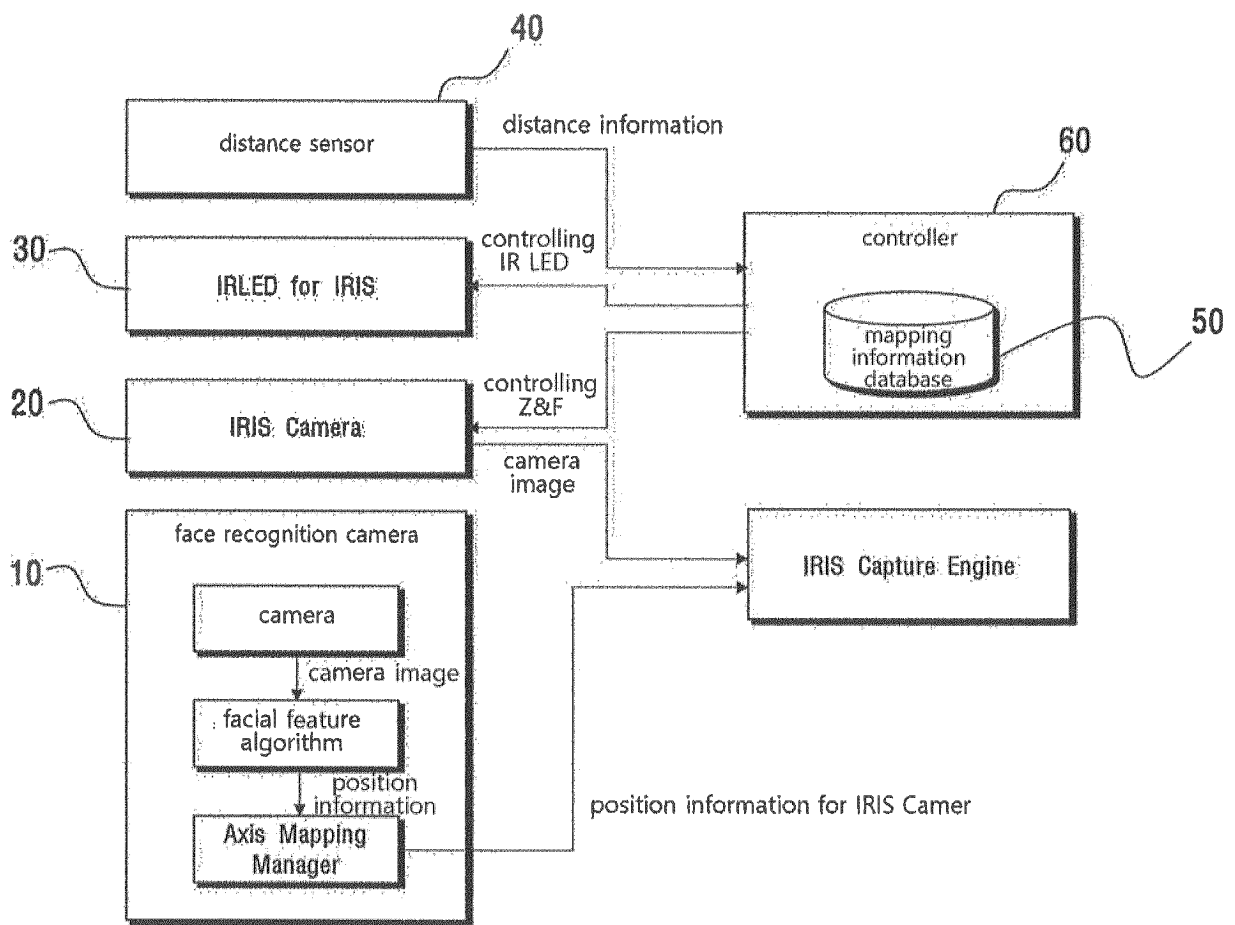 40
distance sensor
distance information
60
controller
30
IRLED for IRIS
controlling
IR LED
mapping
information
database
50
20
IRIS Camera
controlling
Z&F
camera
image
10
face recognition camera
camera
camera image
facial feature
algorithm
position
information
Axis Mapping
Manager
IRIS Capture Engine
position information for IRIS Camer